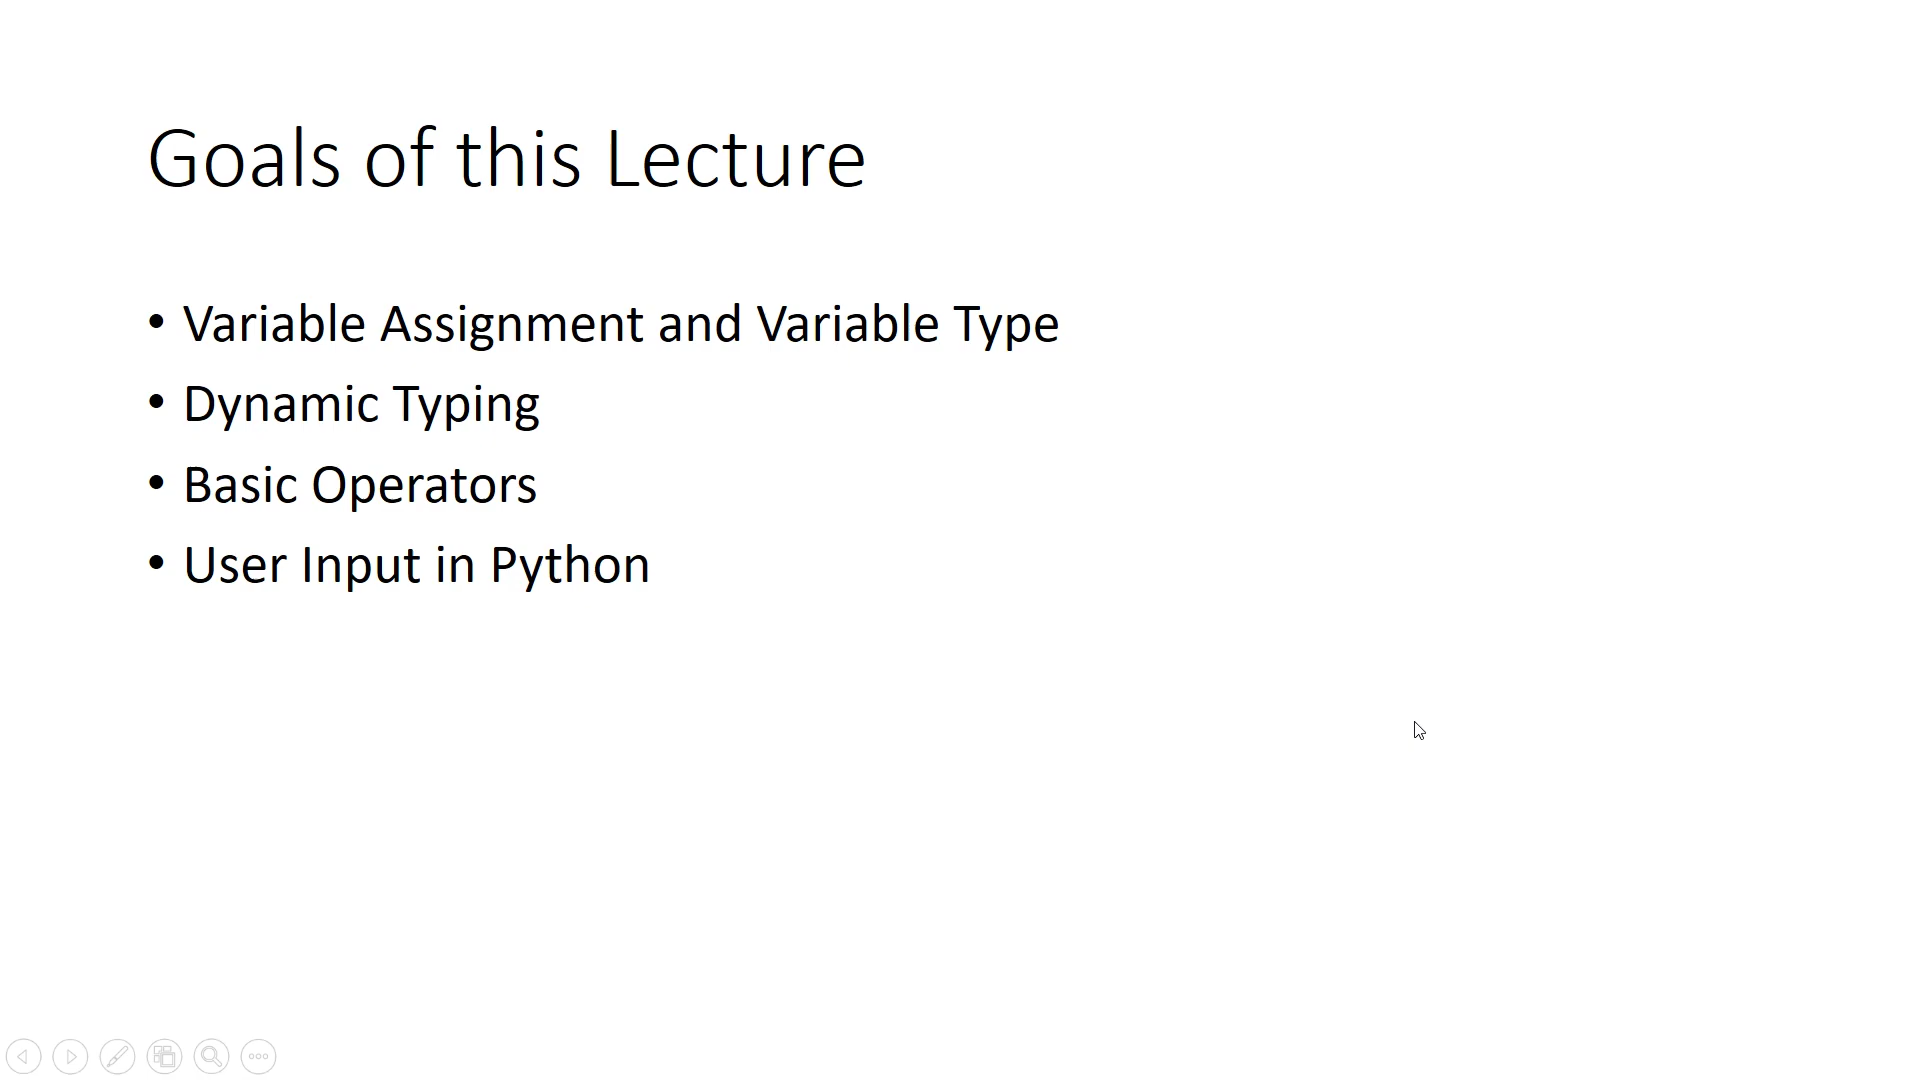 Goals of this Lecture
• Variable Assignment and Variable Type
• Dynamic Typing
• Basic Operators
• User Input in Python